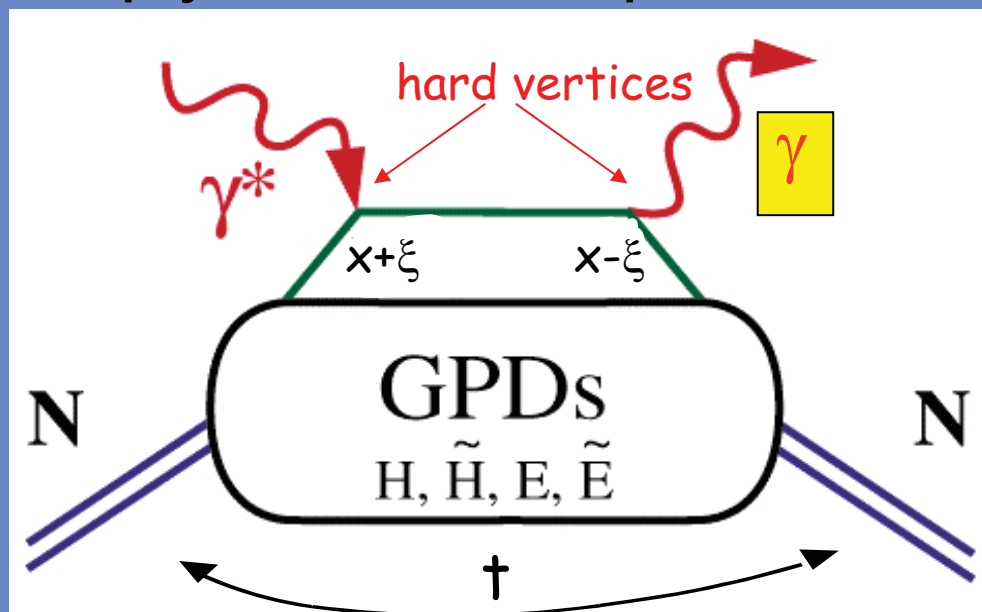 hard vertices
γ*
γ
x+ξ x-ξ
GPDs
N N
H, H̃, E, Ẽ
t